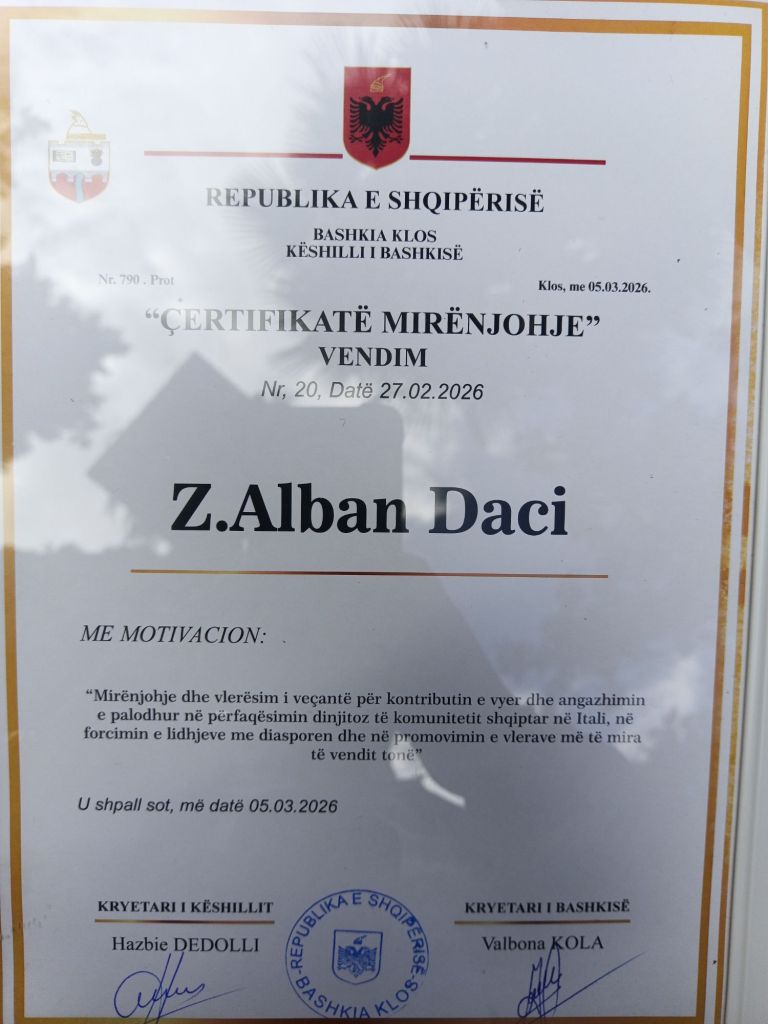 REPUBLIKA E SHQIPËRISË
BASHKIA KLOS
KËSHILLI I BASHKISË
Nr. 790 . Prot
Klos, me 05.03.2026.
“ÇERTIFIKATË MIRËNJOHJE”
VENDIM
Nr, 20, Datë 27.02.2026
Z.Alban Daci
ME MOTIVACION:
“Mirënjohje dhe vlerësim i veçantë për kontributin e vyer dhe angazhimin
e palodhur në përfaqësimin dinjitoz të komunitetit shqiptar në Itali, në
forcimin e lidhjeve me diasporen dhe në promovimin e vlerave më të mira
të vendit tonë”
U shpall sot, më datë 05.03.2026
KRYETARI I KËSHILLIT
Hazbie DEDOLLI
REPUBLIKA E SHQIPËRISË
BASHKIA KLOS
KRYETARI I BASHKISË
Valbona KOLA